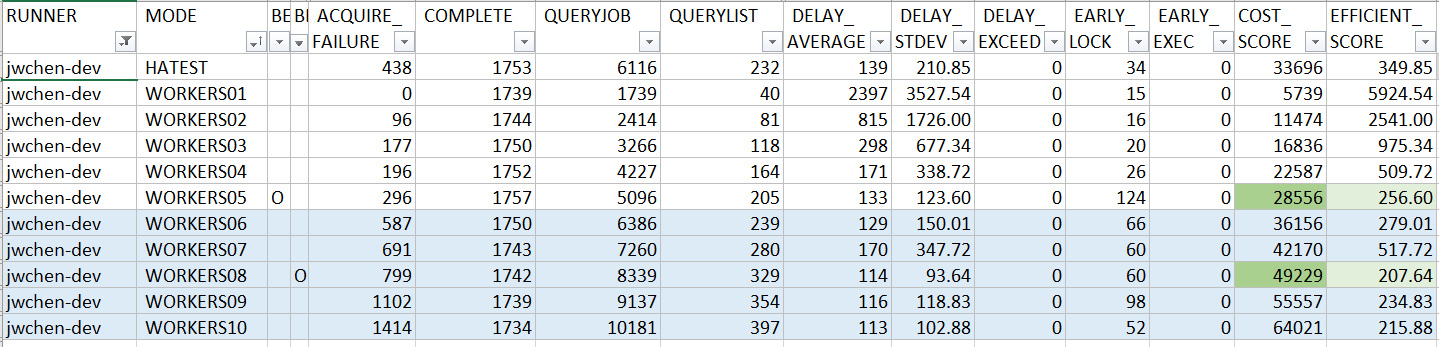 RUNNER MODE BE BI ACQUIRE_ COMPLETE QUERYJOB QUERYLIST DELAY_ DELAY_ DELAY_ EARLY_ EARLY_ COST_ EFFICIENT_
FAILURE AVERAGE STDEV EXCEED LOCK EXEC SCORE SCORE
jwchen-dev HATEST 438 1753 6116 232 139 210.85 0 34 0 33696 349.85
jwchen-dev WORKERS01 0 1739 1739 40 2397 3527.54 0 15 0 5739 5924.54
jwchen-dev WORKERS02 96 1744 2414 81 815 1726.00 0 16 0 11474 2541.00
jwchen-dev WORKERS03 177 1750 3266 118 298 677.34 0 20 0 16836 975.34
jwchen-dev WORKERS04 196 1752 4227 164 171 338.72 0 26 0 22587 509.72
jwchen-dev WORKERS05 O 296 1757 5096 205 133 123.60 0 124 0 28556 256.60
jwchen-dev WORKERS06 587 1750 6386 239 129 150.01 0 66 0 36156 279.01
jwchen-dev WORKERS07 691 1743 7260 280 170 347.72 0 60 0 42170 517.72
jwchen-dev WORKERS08 O 799 1742 8339 329 114 93.64 0 60 0 49229 207.64
jwchen-dev WORKERS09 1102 1739 9137 354 116 118.83 0 98 0 55557 234.83
jwchen-dev WORKERS10 1414 1734 10181 397 113 102.88 0 52 0 64021 215.88